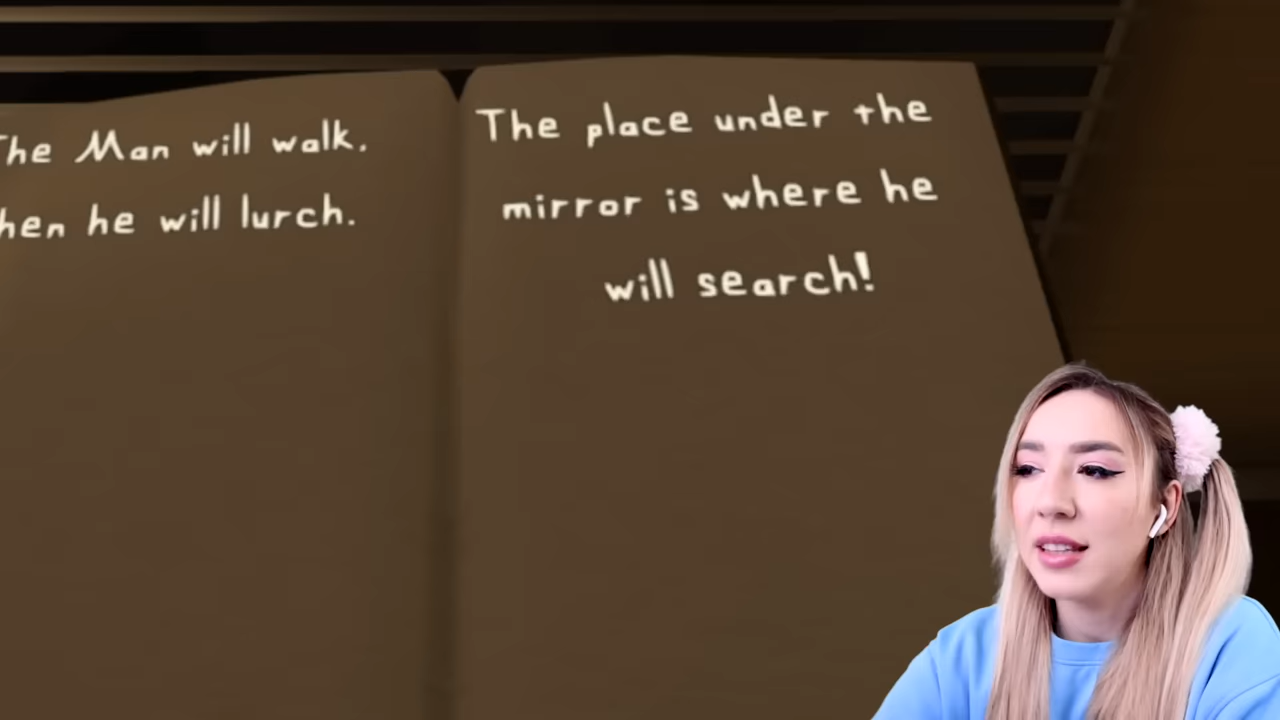 he Man will walk.
hen he will lurch.
The place under the
mirror is where he
will search!